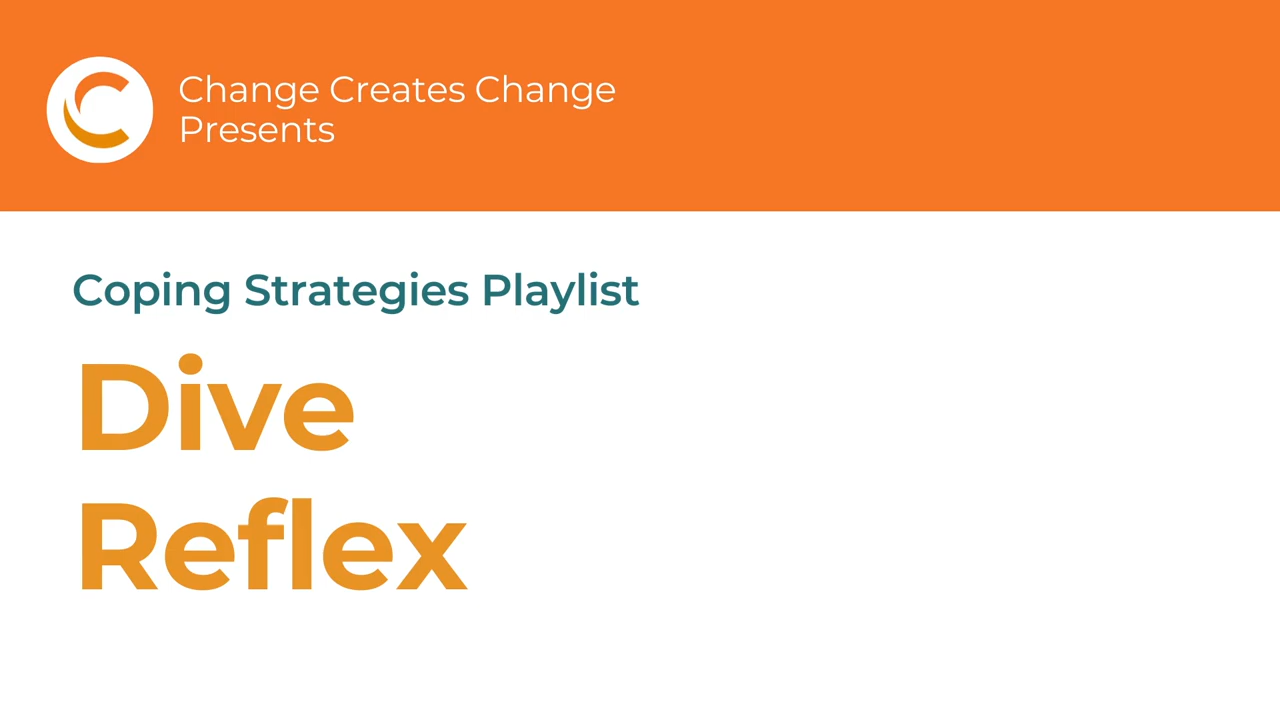 Change Creates Change
Presents
Coping Strategies Playlist
Dive
Reflex